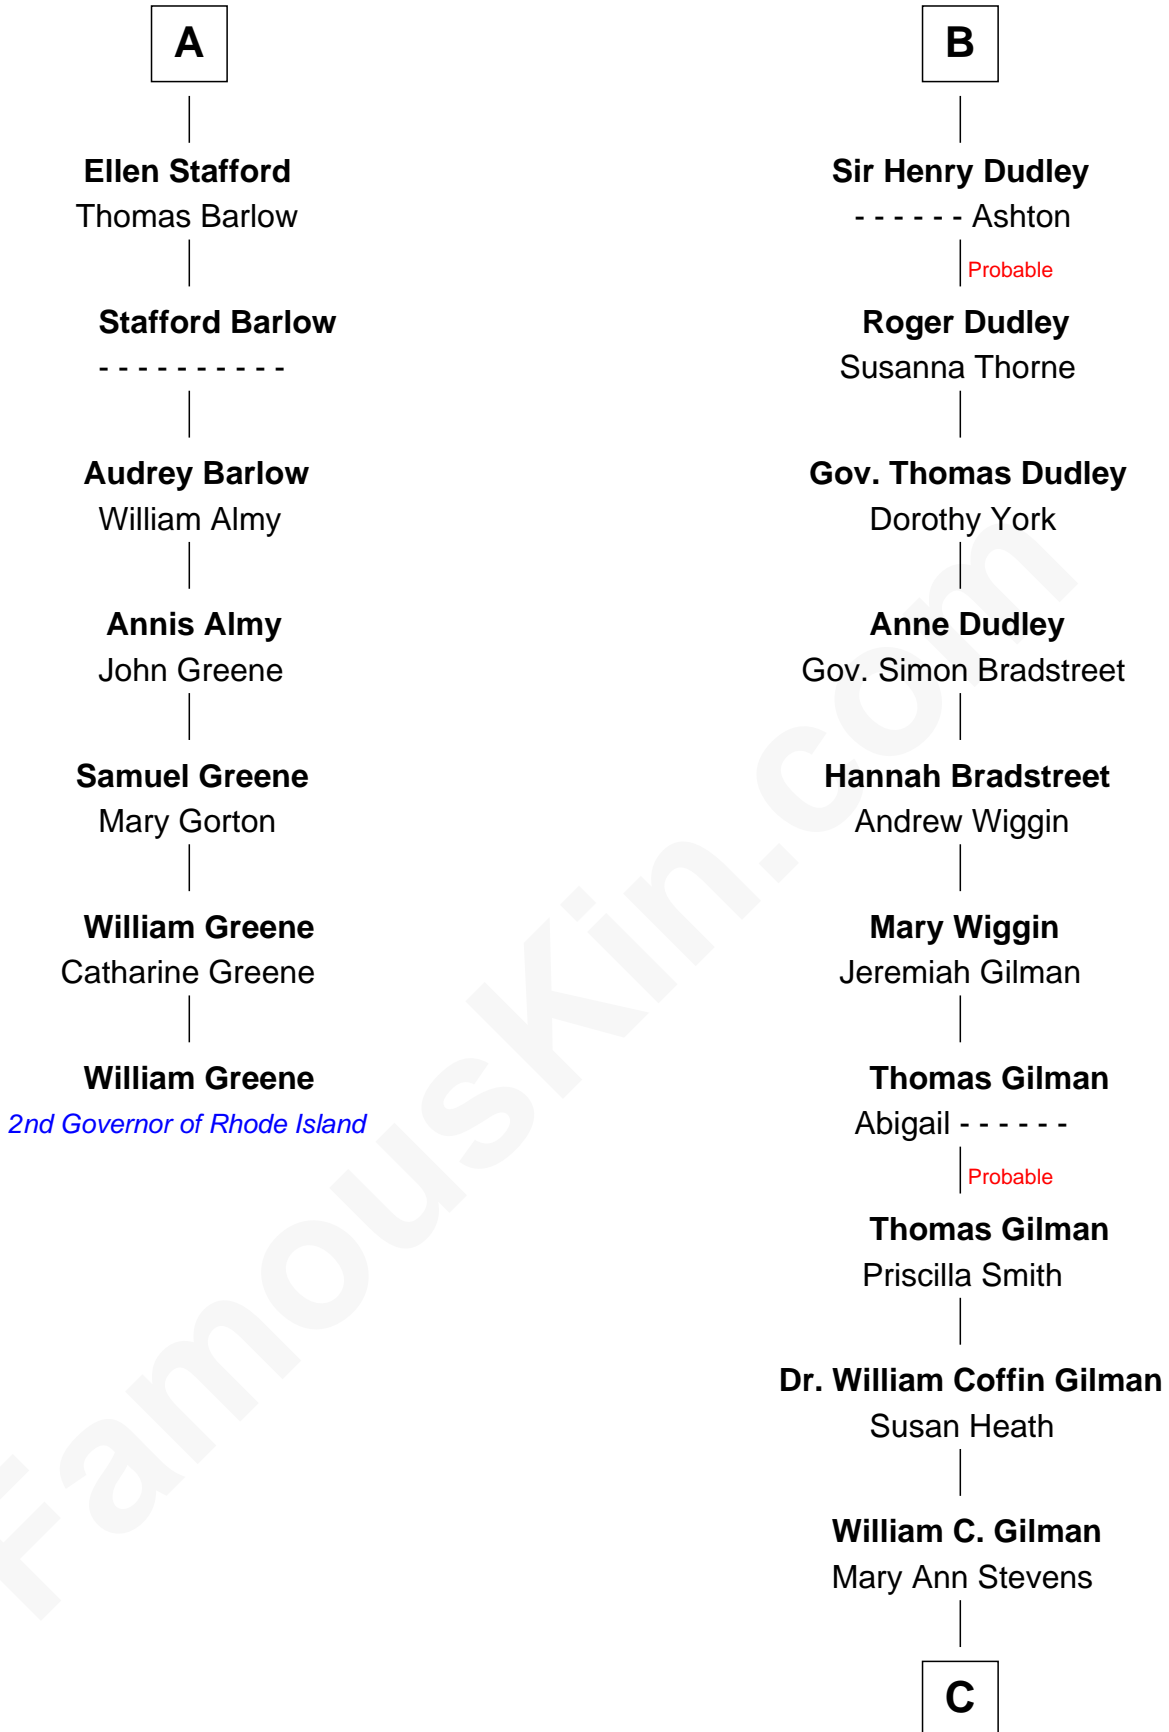 A
Ellen Stafford
Thomas Barlow
Stafford Barlow
- - - - - - - - - -
Audrey Barlow
William Almy
Annis Almy
John Greene
Samuel Greene
Mary Gorton
William Greene
Catharine Greene
William Greene
2nd Governor of Rhode Island
B
Sir Henry Dudley
- - - - - - Ashton
Probable
Roger Dudley
Susanna Thorne
Gov. Thomas Dudley
Dorothy York
Anne Dudley
Gov. Simon Bradstreet
Hannah Bradstreet
Andrew Wiggin
Mary Wiggin
Jeremiah Gilman
Thomas Gilman
Abigail - - - - - -
Probable
Thomas Gilman
Priscilla Smith
Dr. William Coffin Gilman
Susan Heath
William C. Gilman
Mary Ann Stevens
C
FamousKin.com